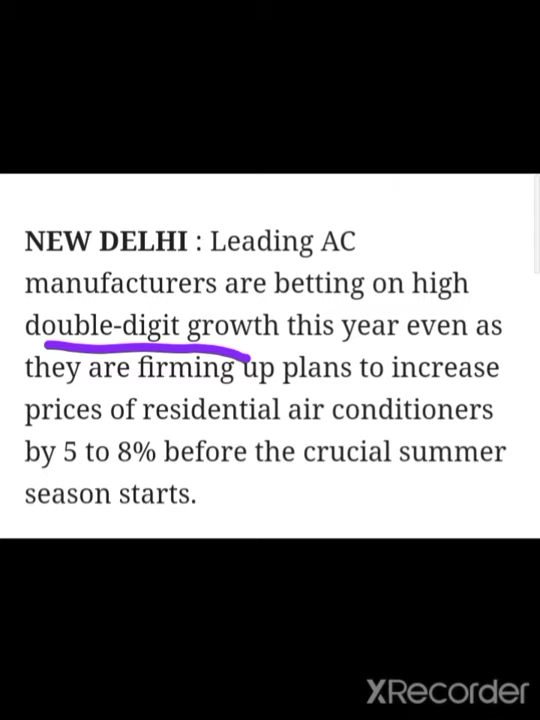 NEW DELHI : Leading AC
manufacturers are betting on high
double-digit growth this year even as
they are firming up plans to increase
prices of residential air conditioners
by 5 to 8% before the crucial summer
season starts.
XRecorder